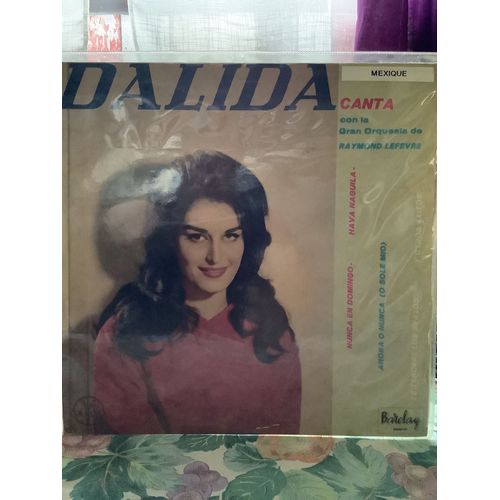 DALIDA
MEXIQUE
CANTA
con la
Gran Orquesta de
RAYMOND LEFEVRE
NUNCA EN DOMINGO - HAVA NAGUILA -
AHORA O NUNCA (O SOLE MIO)
Barclay